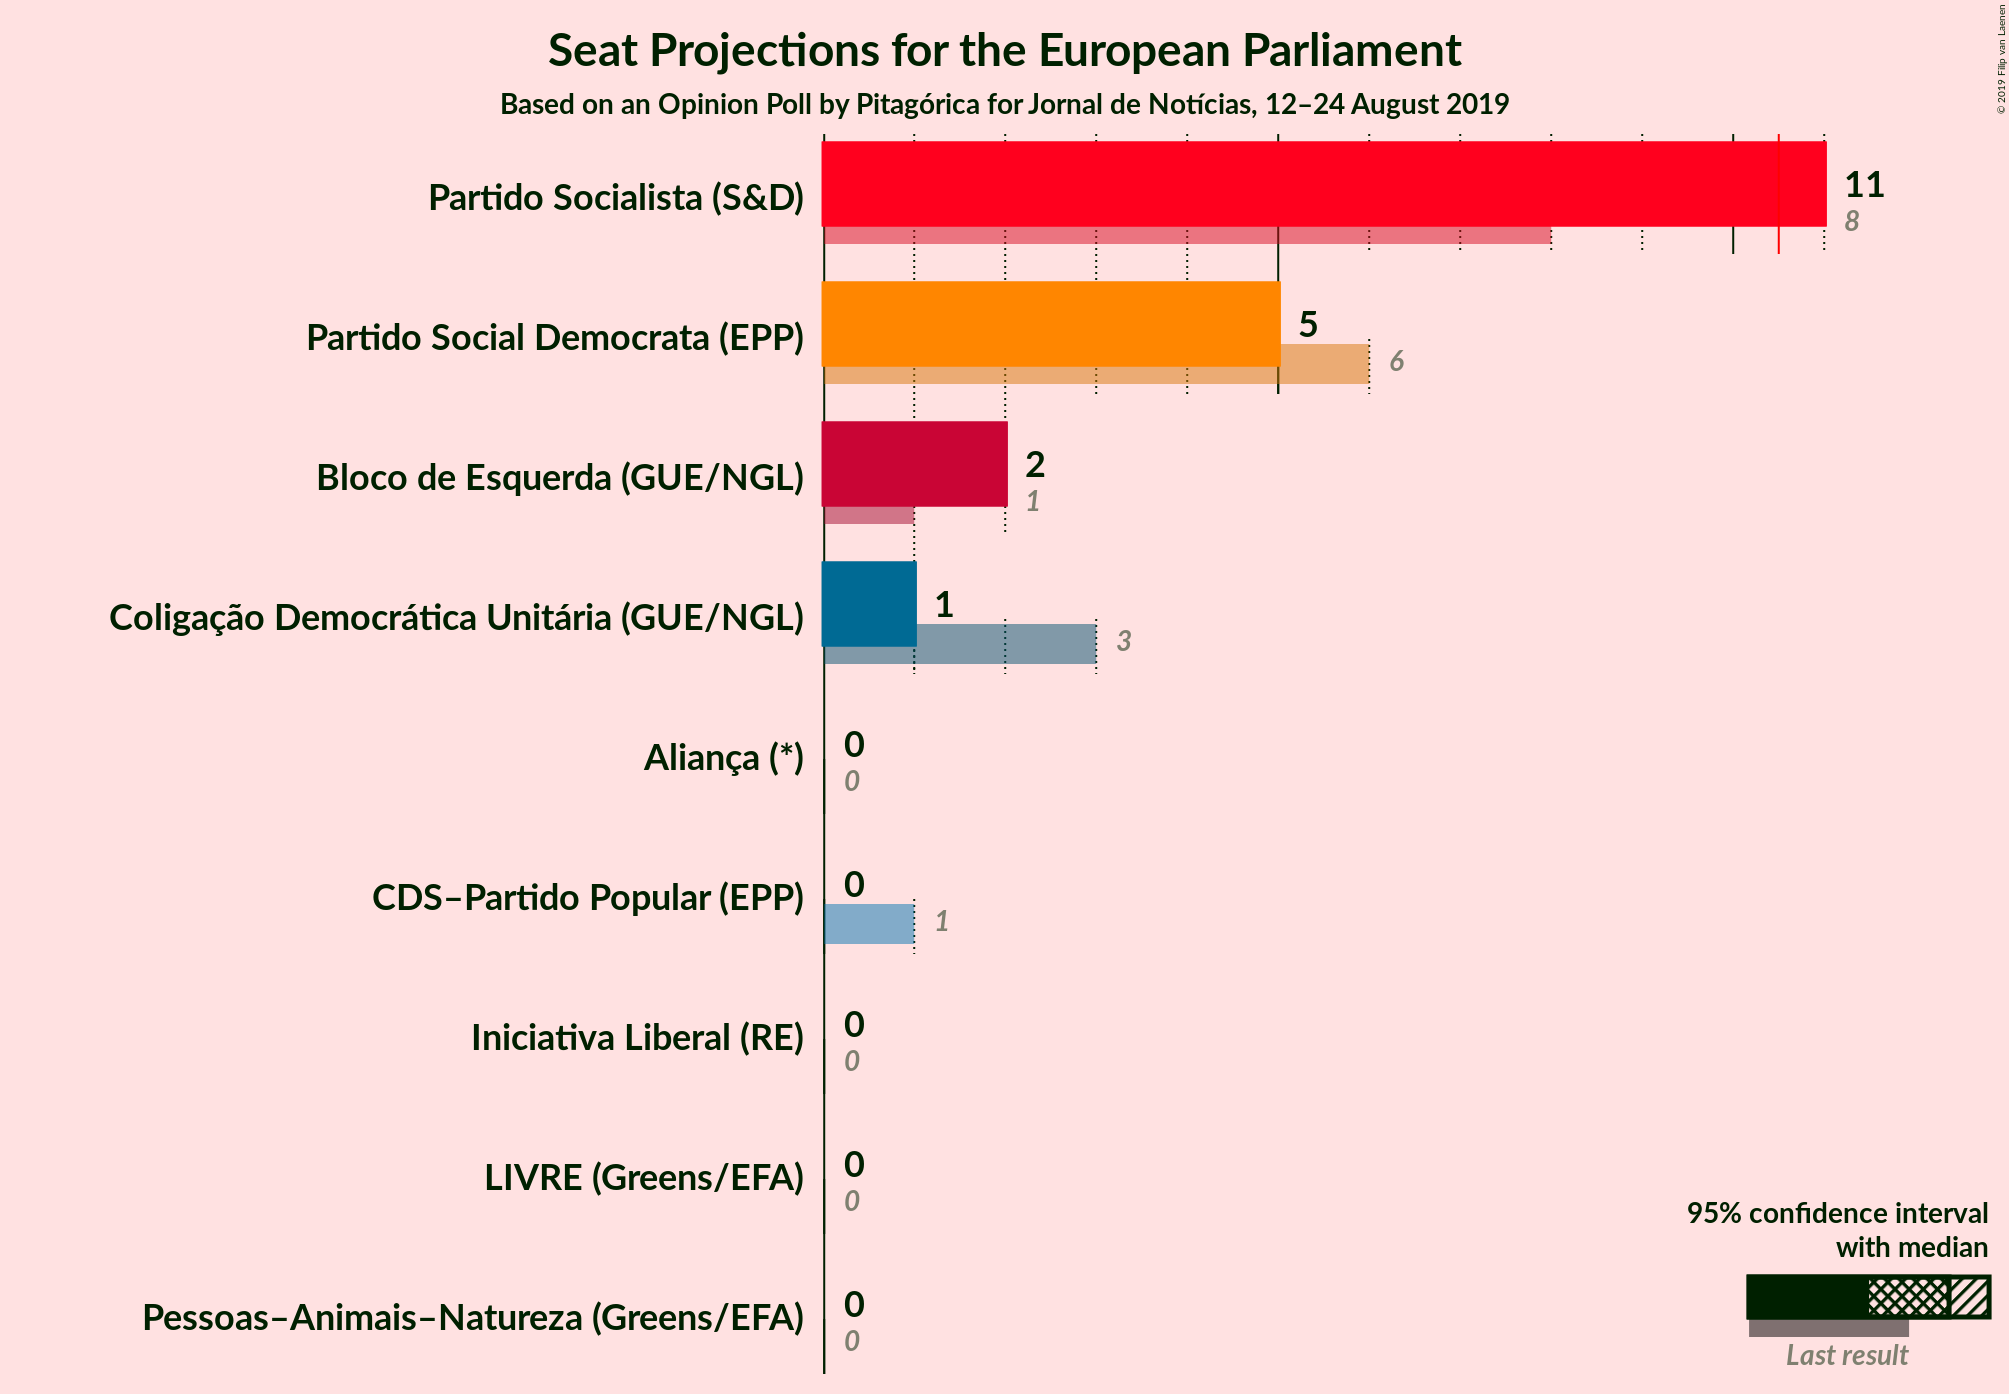 Seat Projections for the European Parliament
Based on an Opinion Poll by Pitagórica for Jornal de Notícias, 12–24 August 2019
© 2019 Filip van Laenen
Partido Socialista (S&D)
11
8
Partido Social Democrata (EPP)
5
6
Bloco de Esquerda (GUE/NGL)
2
1
Coligação Democrática Unitária (GUE/NGL)
1
3
Aliança (*)
0
0
CDS–Partido Popular (EPP)
0
1
Iniciativa Liberal (RE)
0
0
LIVRE (Greens/EFA)
0
0
Pessoas–Animais–Natureza (Greens/EFA)
0
0
95% confidence interval
with median
Last result